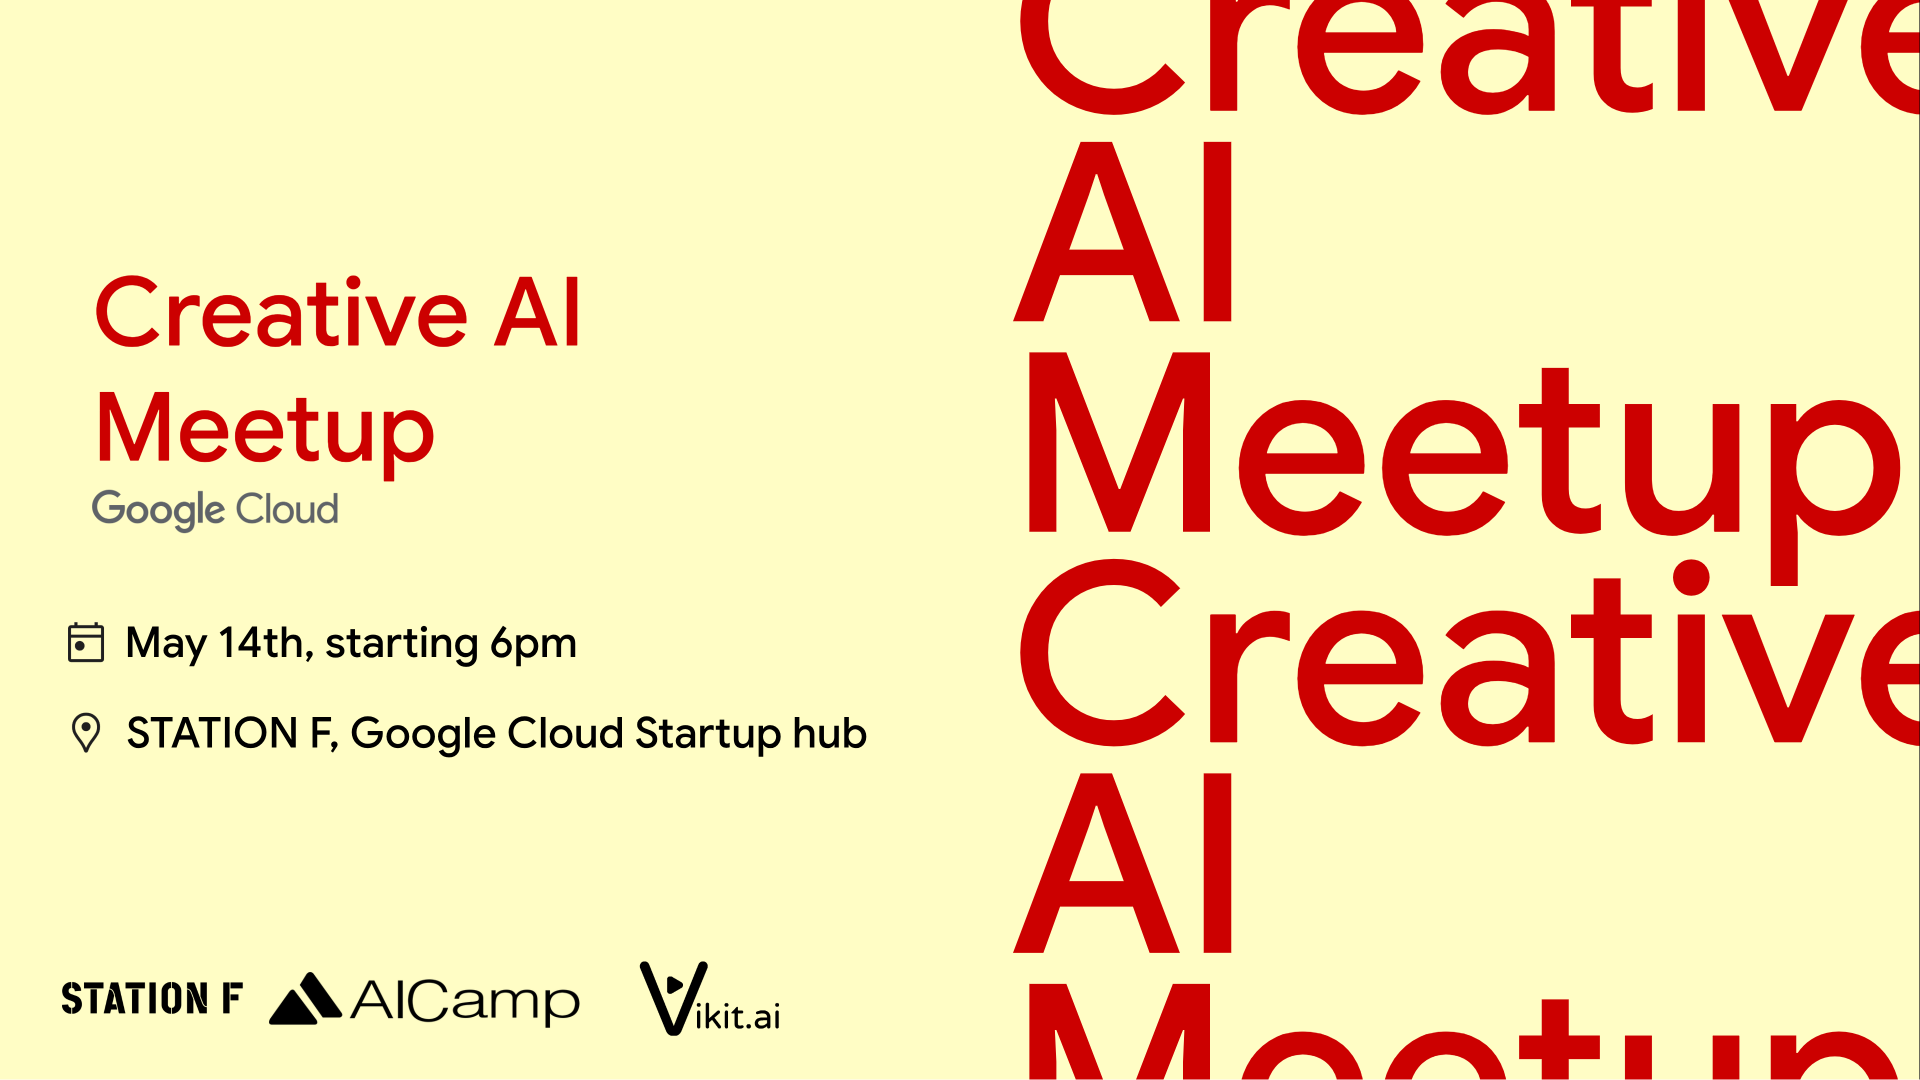 Creative AI
Meetup
Google Cloud
May 14th, starting 6pm
STATION F, Google Cloud Startup hub
STATION F
AICamp
Vikit.ai
Creative
AI
Meetup
Creative
AI
Meetup